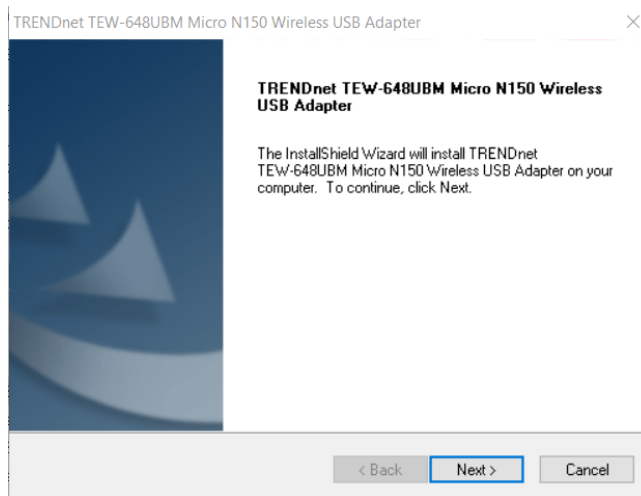 TRENDnet TEW-648UBM Micro N150 Wireless USB Adapter
TRENDnet TEW-648UBM Micro N150 Wireless
USB Adapter
The InstallShield Wizard will install TRENDnet
TEW-648UBM Micro N150 Wireless USB Adapter on your
computer. To continue, click Next.
< Back Next > Cancel